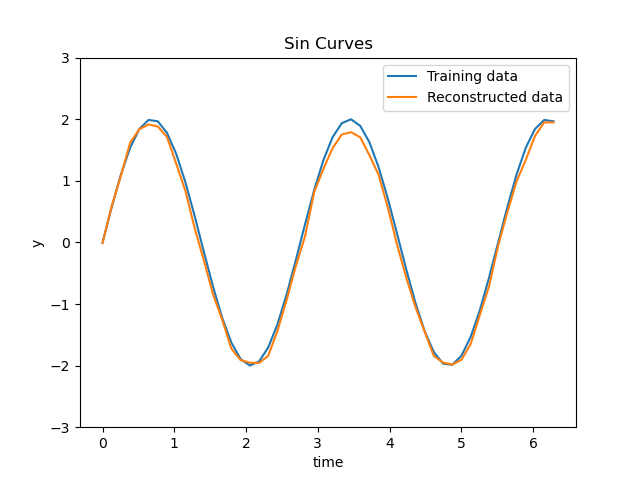 Sin Curves
Training data
Reconstructed data
3
2
1
0
−1
−2
−3
y
0 1 2 3 4 5 6
time